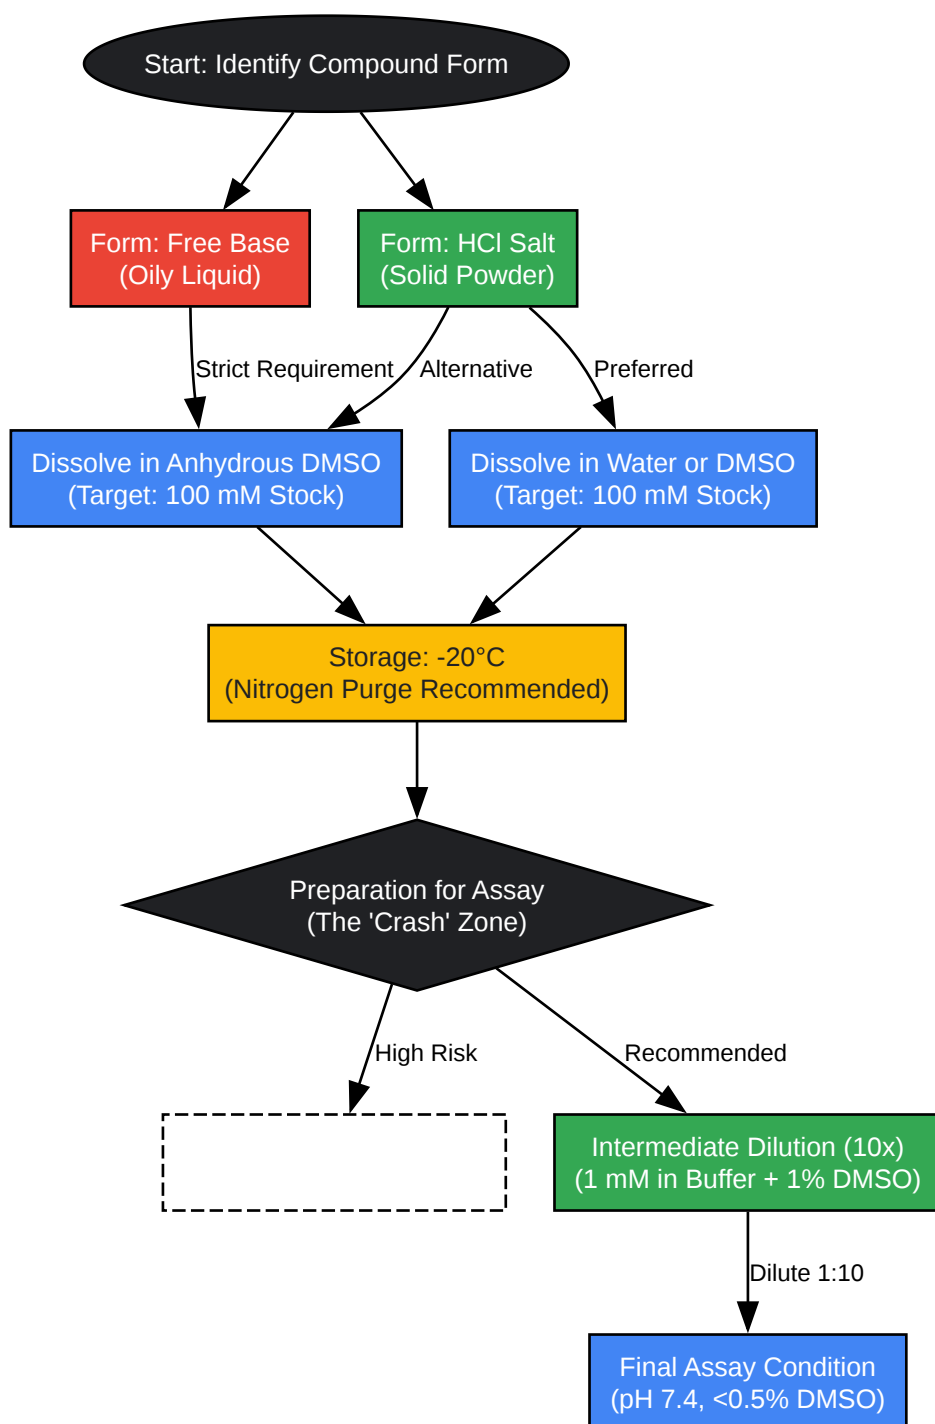 Start: Identify Compound Form
Form: Free Base
(Oily Liquid)
Form: HCl Salt
(Solid Powder)
Strict Requirement
Alternative
Preferred
Dissolve in Anhydrous DMSO
(Target: 100 mM Stock)
Dissolve in Water or DMSO
(Target: 100 mM Stock)
Storage: -20°C
(Nitrogen Purge Recommended)
Preparation for Assay
(The 'Crash' Zone)
High Risk
Recommended
Intermediate Dilution (10x)
(1 mM in Buffer + 1% DMSO)
Dilute 1:10
Final Assay Condition
(pH 7.4, <0.5% DMSO)